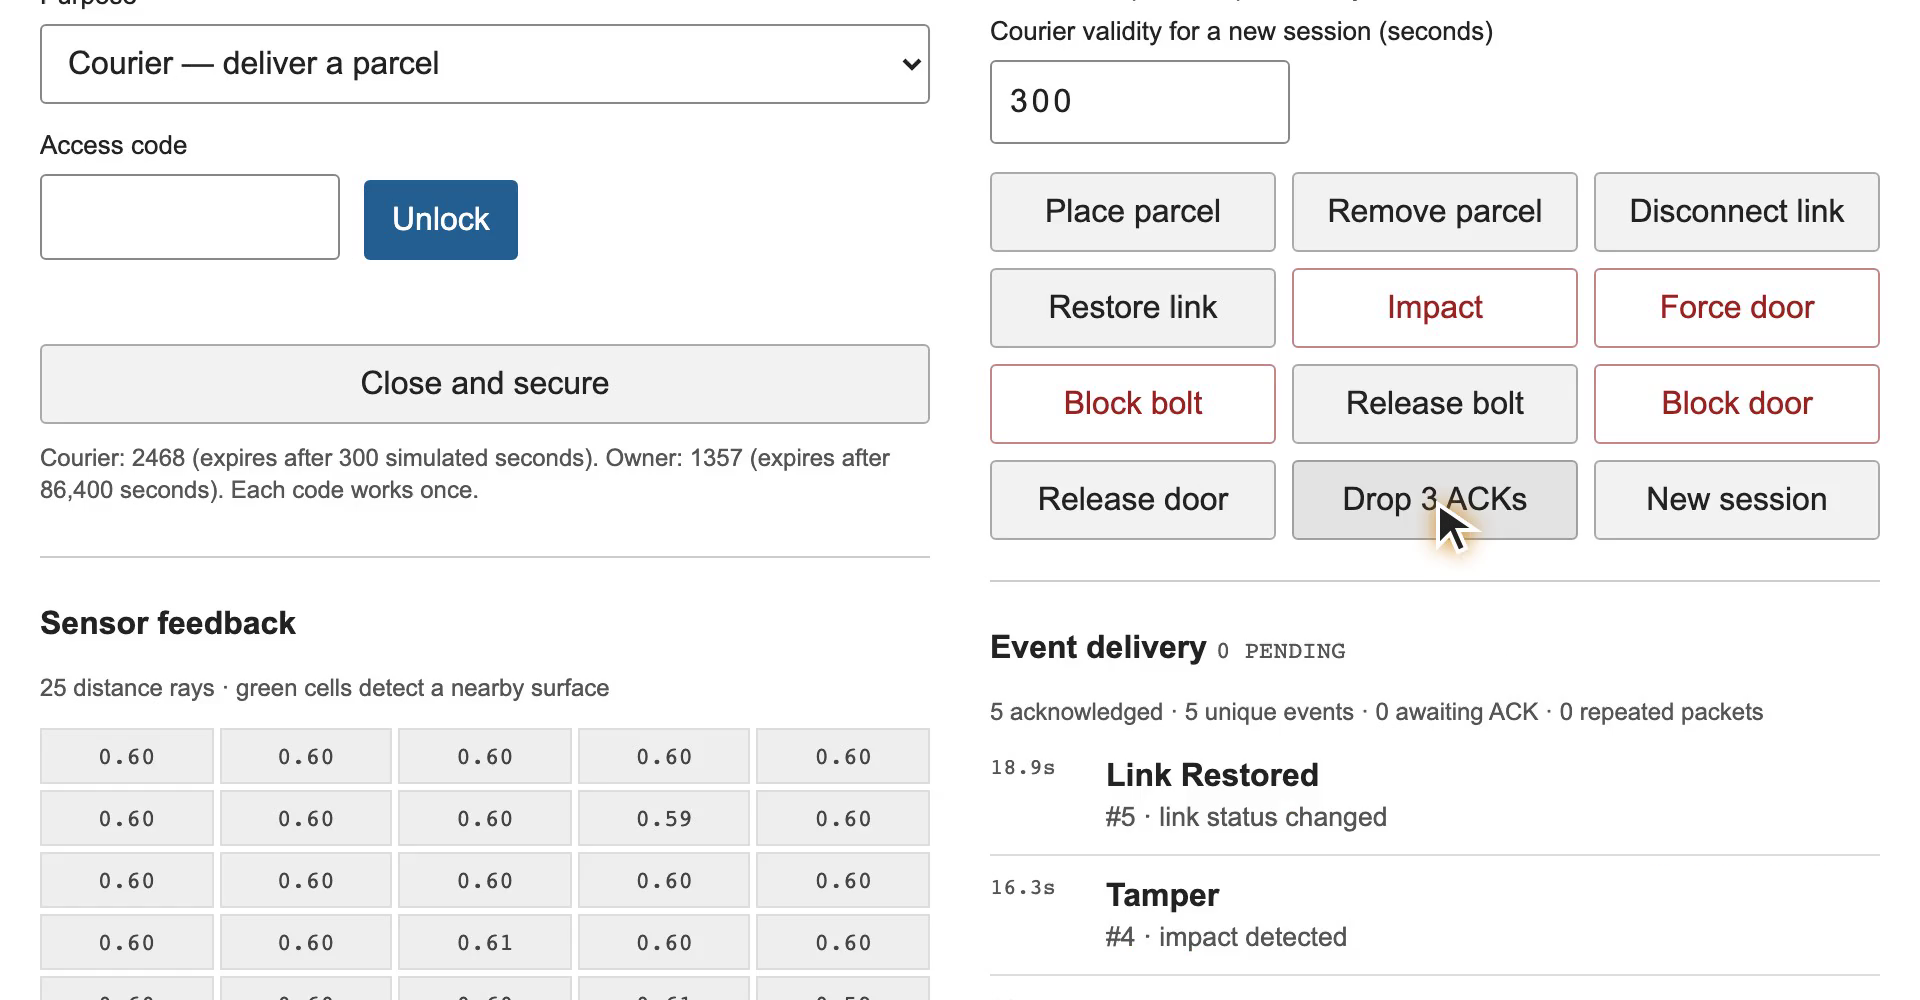 Purpose
Courier — deliver a parcel
Access code
Unlock
Close and secure
Courier: 2468 (expires after 300 simulated seconds). Owner: 1357 (expires after
86,400 seconds). Each code works once.
Sensor feedback
25 distance rays · green cells detect a nearby surface
0.60 0.60 0.60 0.60 0.60
0.60 0.60 0.60 0.59 0.60
0.60 0.60 0.60 0.60 0.60
0.60 0.60 0.61 0.60 0.60
Courier validity for a new session (seconds)
300
Place parcel Remove parcel Disconnect link
Restore link Impact Force door
Block bolt Release bolt Block door
Release door Drop 3 ACKs New session
Event delivery 0 PENDING
5 acknowledged · 5 unique events · 0 awaiting ACK · 0 repeated packets
18.9s Link Restored
#5 · link status changed
16.3s Tamper
#4 · impact detected